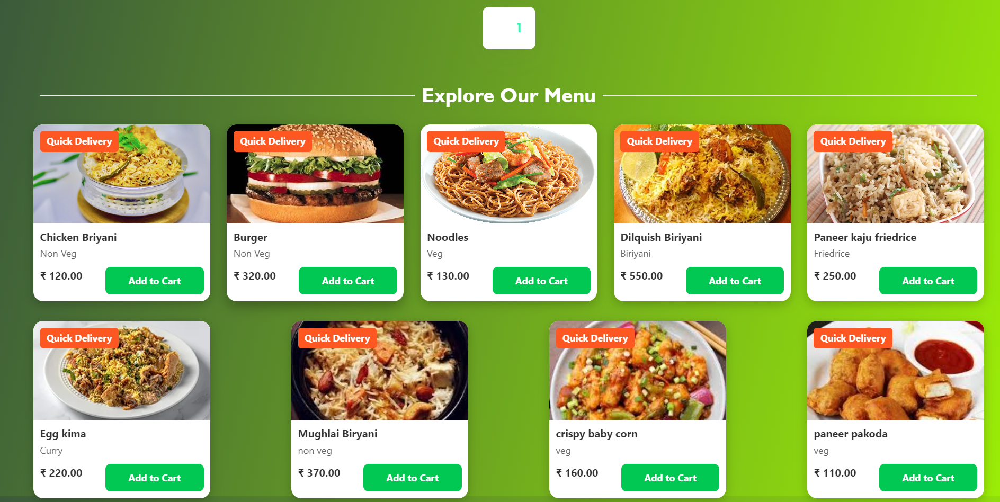 1
Explore Our Menu
Quick Delivery
Chicken Briyani
Non Veg
₹ 120.00
Add to Cart
Quick Delivery
Burger
Non Veg
₹ 320.00
Add to Cart
Quick Delivery
Noodles
Veg
₹ 130.00
Add to Cart
Quick Delivery
Dilquish Biriyani
Biriyani
₹ 550.00
Add to Cart
Quick Delivery
Paneer kaju friedrice
Friedrice
₹ 250.00
Add to Cart
Quick Delivery
Egg kima
Curry
₹ 220.00
Add to Cart
Quick Delivery
Mughlai Biryani
non veg
₹ 370.00
Add to Cart
Quick Delivery
crispy baby corn
veg
₹ 160.00
Add to Cart
Quick Delivery
paneer pakoda
veg
₹ 110.00
Add to Cart